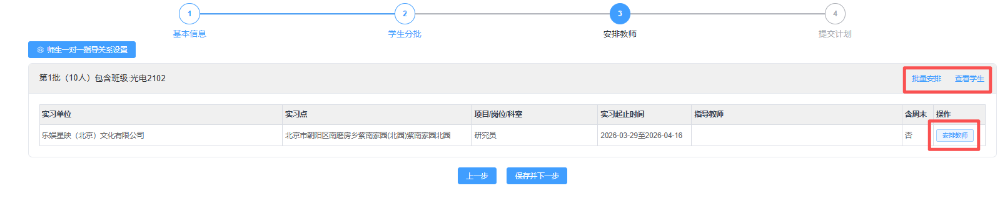 1 2 3 4
基本信息 学生分批 安排教师 提交计划
师生一对一指导关系设置
第1批（10人）包含班级:光电2102 批量安排 查看学生
实习单位 实习点 项目/岗位/科室 实习起止时间 指导教师 含周末 操作
乐娱星映（北京）文化有限公司 北京市朝阳区南磨房乡紫南家园(北园)紫南家园北园 研究员 2026-03-29至2026-04-16 否 安排教师
上一步 保存并下一步